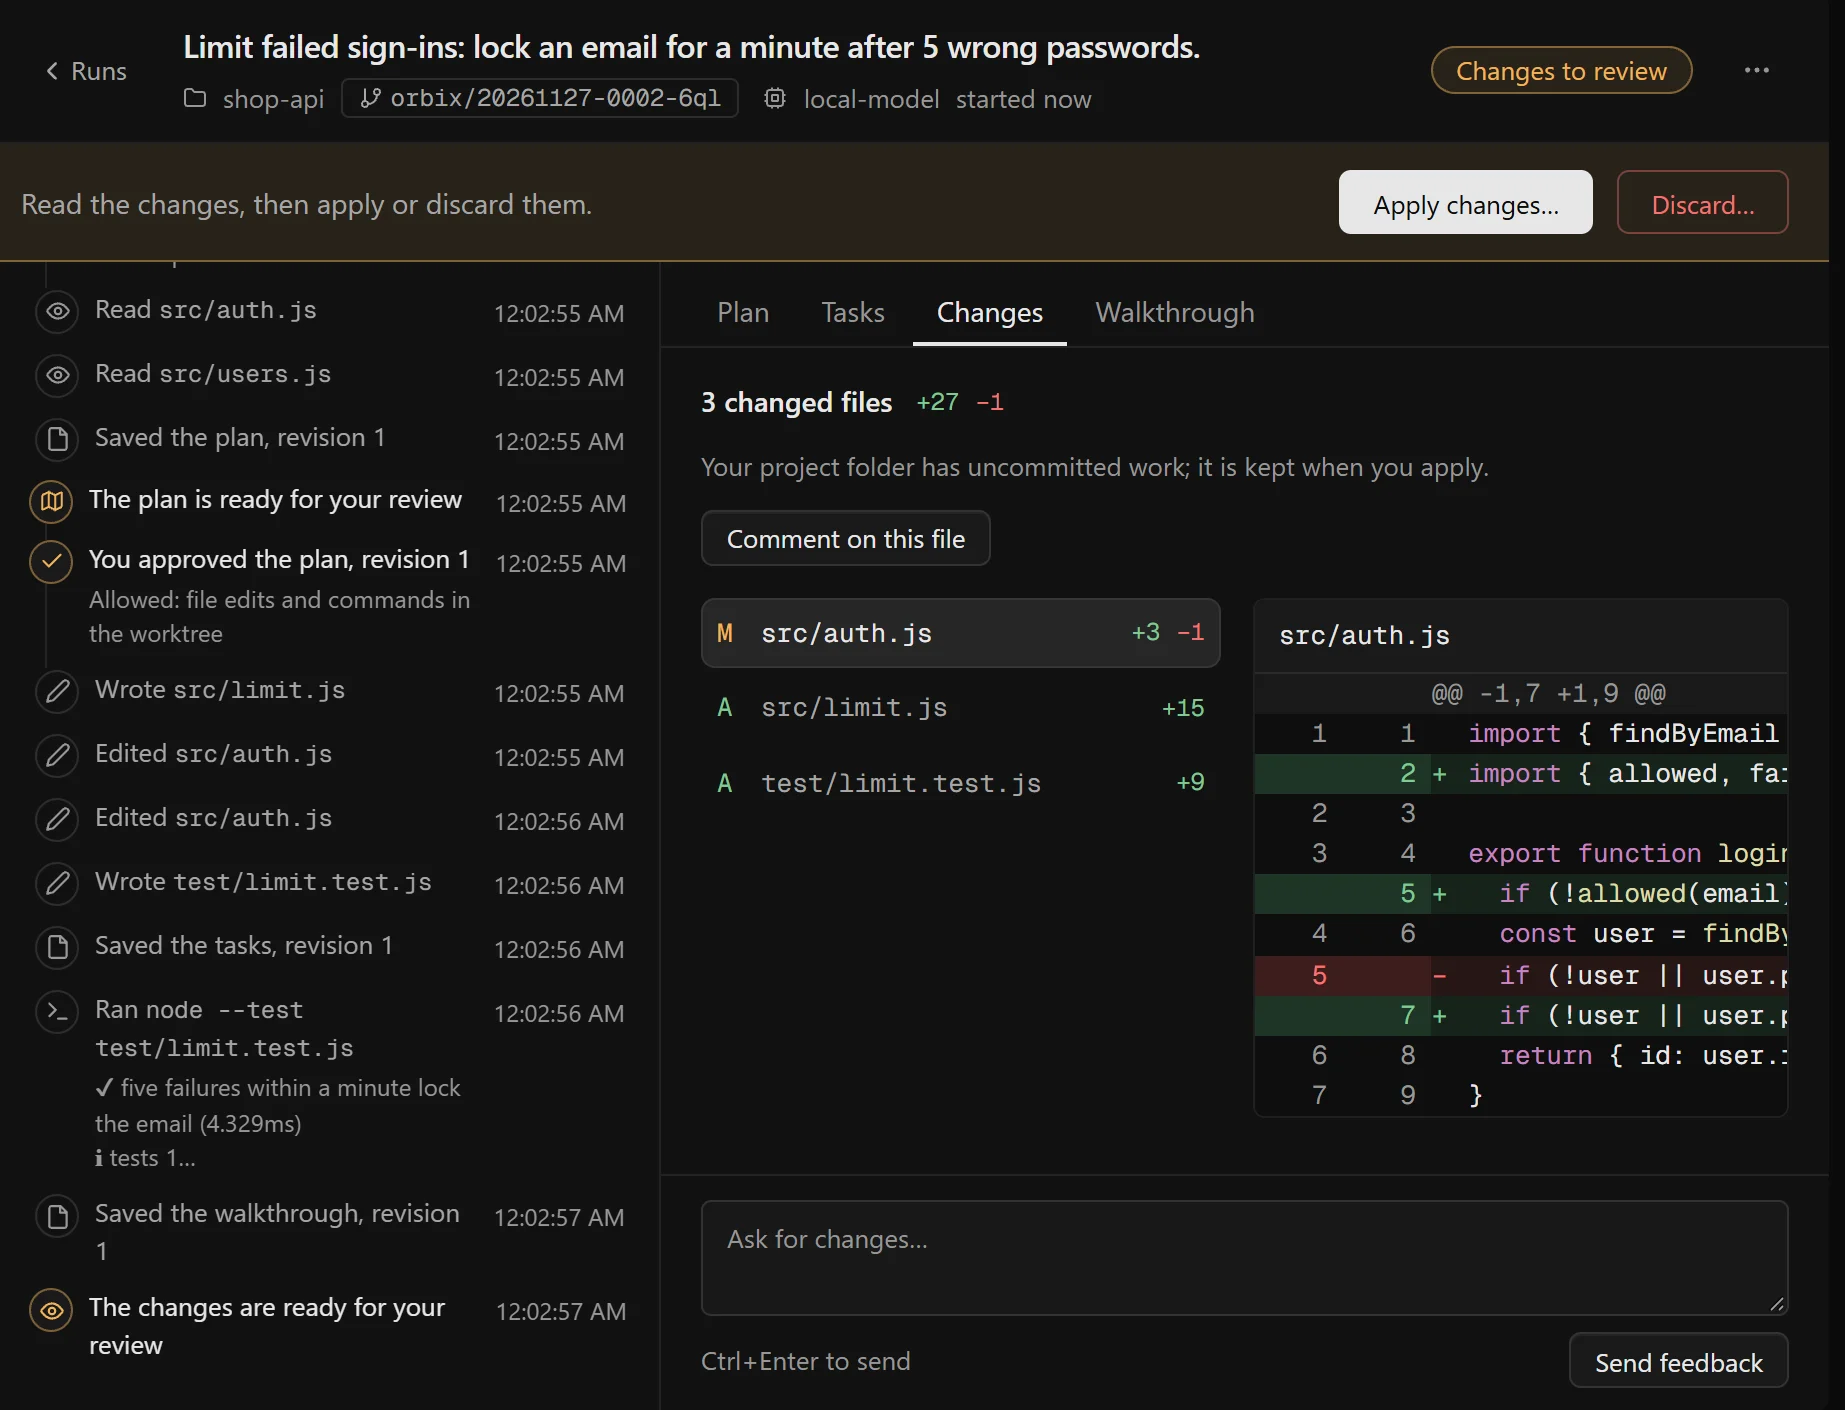 Runs
Limit failed sign-ins: lock an email for a minute after 5 wrong passwords.
shop-api orbix/20261127-0002-6ql local-model started now
Changes to review
Read the changes, then apply or discard them.
Apply changes...
Discard...
Read src/auth.js 12:02:55 AM
Read src/users.js 12:02:55 AM
Saved the plan, revision 1 12:02:55 AM
The plan is ready for your review 12:02:55 AM
You approved the plan, revision 1 12:02:55 AM
Allowed: file edits and commands in
the worktree
Wrote src/limit.js 12:02:55 AM
Edited src/auth.js 12:02:55 AM
Edited src/auth.js 12:02:56 AM
Wrote test/limit.test.js 12:02:56 AM
Saved the tasks, revision 1 12:02:56 AM
Ran node --test 12:02:56 AM
test/limit.test.js
✓ five failures within a minute lock
the email (4.329ms)
ℹ tests 1...
Saved the walkthrough, revision 12:02:57 AM
1
The changes are ready for your 12:02:57 AM
review
Plan Tasks Changes Walkthrough
3 changed files +27 −1
Your project folder has uncommitted work; it is kept when you apply.
Comment on this file
M src/auth.js +3 −1
A src/limit.js +15
A test/limit.test.js +9
src/auth.js
@@ -1,7 +1,9 @@
1 1 import { findByEmail
2 + import { allowed, fai
2 3
3 4 export function login
5 + if (!allowed(email)
4 6 const user = findBy
5 − if (!user || user.p
7 + if (!user || user.p
6 8 return { id: user.i
7 9 }
Ask for changes...
Ctrl+Enter to send
Send feedback